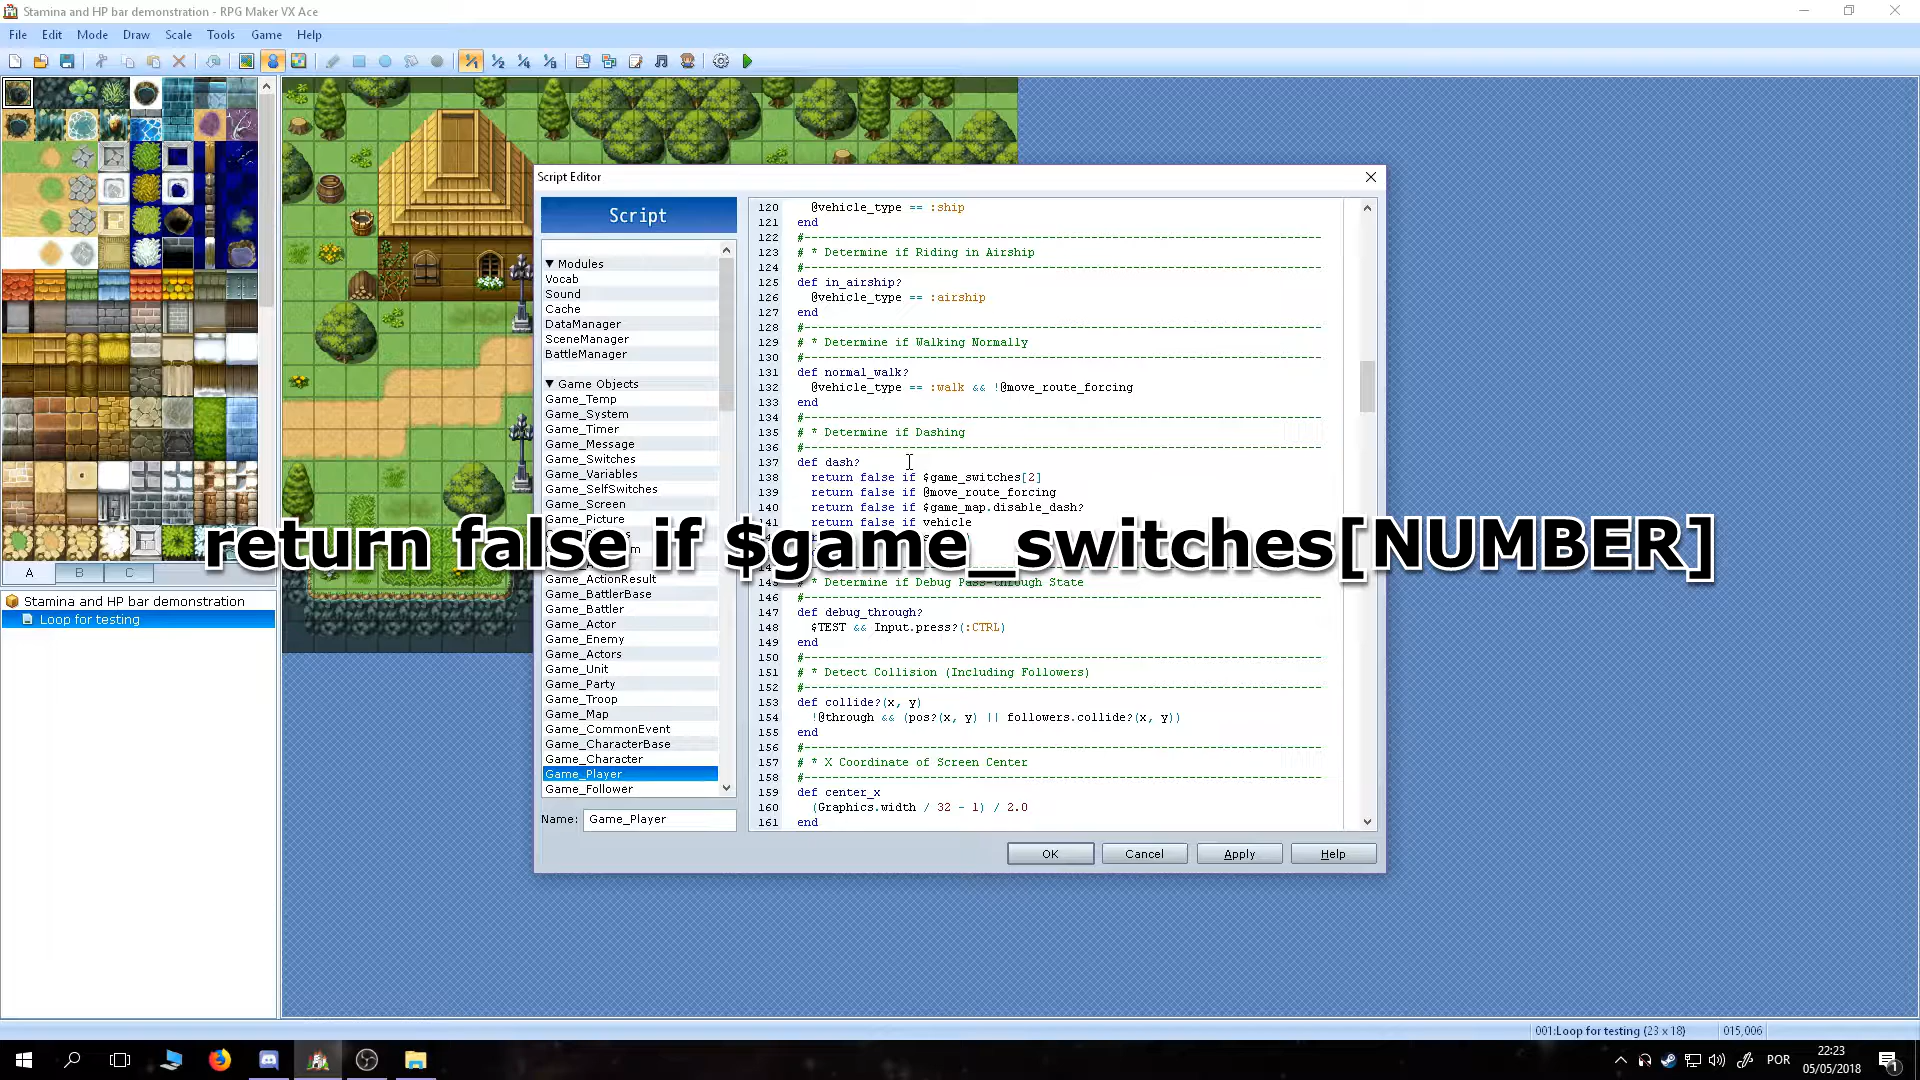 Stamina and HP bar demonstration - RPG Maker VX Ace
File Edit Mode Draw Scale Tools Game Help
Script Editor
Script
Modules
Vocab
Sound
Cache
DataManager
SceneManager
BattleManager
Game Objects
Game_Temp
Game_System
Game_Timer
Game_Message
Game_Switches
Game_Variables
Game_SelfSwitches
Game_Screen
Game_Picture
Game_ActionResult
Game_BattlerBase
Game_Battler
Game_Actor
Game_Enemy
Game_Actors
Game_Unit
Game_Party
Game_Troop
Game_Map
Game_CommonEvent
Game_CharacterBase
Game_Character
Game_Player
Game_Follower
Name: Game_Player
120 @vehicle_type == :ship
121 end
122 #------------------------------------------------------------------------
123 # * Determine if Riding in Airship
124 #------------------------------------------------------------------------
125 def in_airship?
126 @vehicle_type == :airship
127 end
128 #------------------------------------------------------------------------
129 # * Determine if Walking Normally
130 #------------------------------------------------------------------------
131 def normal_walk?
132 @vehicle_type == :walk && !@move_route_forcing
133 end
134 #------------------------------------------------------------------------
135 # * Determine if Dashing
136 #------------------------------------------------------------------------
137 def dash?
138 return false if $game_switches[2]
139 return false if @move_route_forcing
140 return false if $game_map.disable_dash?
141 return false if vehicle
return false if $game_switches[NUMBER]
# * Determine if Debug Pass-through State
146 #------------------------------------------------------------------------
147 def debug_through?
148 $TEST && Input.press?(:CTRL)
149 end
150 #------------------------------------------------------------------------
151 # * Detect Collision (Including Followers)
152 #------------------------------------------------------------------------
153 def collide?(x, y)
154 !@through && (pos?(x, y) || followers.collide?(x, y))
155 end
156 #------------------------------------------------------------------------
157 # * X Coordinate of Screen Center
158 #------------------------------------------------------------------------
159 def center_x
160 (Graphics.width / 32 - 1) / 2.0
161 end
OK Cancel Apply Help
A B C
Stamina and HP bar demonstration
Loop for testing
001:Loop for testing (23 x 18) 015,006
POR
22:23
05/05/2018
1